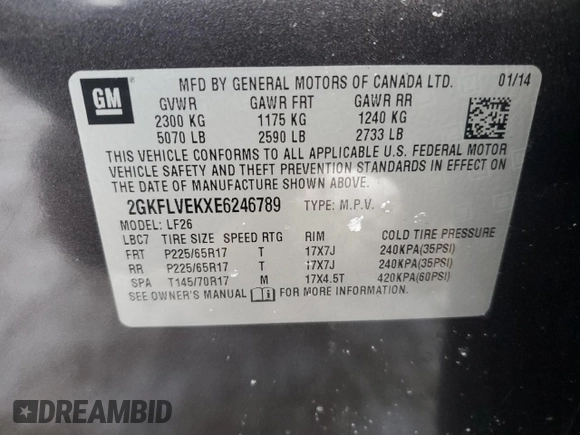 GM
MFD BY GENERAL MOTORS OF CANADA LTD. 01/14
GVWR GAWR FRT GAWR RR
2300 KG 1175 KG 1240 KG
5070 LB 2590 LB 2733 LB
THIS VEHICLE CONFORMS TO ALL APPLICABLE U.S. FEDERAL MOTOR
VEHICLE SAFETY AND THEFT PREVENTION STANDARDS IN EFFECT ON THE DATE
OF MANUFACTURE SHOWN ABOVE.
2GKFLVEKXE6246789 TYPE: M.P.V.
MODEL: LF26
LBC7 TIRE SIZE SPEED RTG RIM COLD TIRE PRESSURE
FRT P225/65R17 T 17X7J 240KPA(35PSI)
RR P225/65R17 T 17X7J 240KPA(35PSI)
SPA T145/70R17 M 17X4.5T 420KPA(60PSI)
SEE OWNER'S MANUAL FOR MORE INFORMATION.
DREAMBID